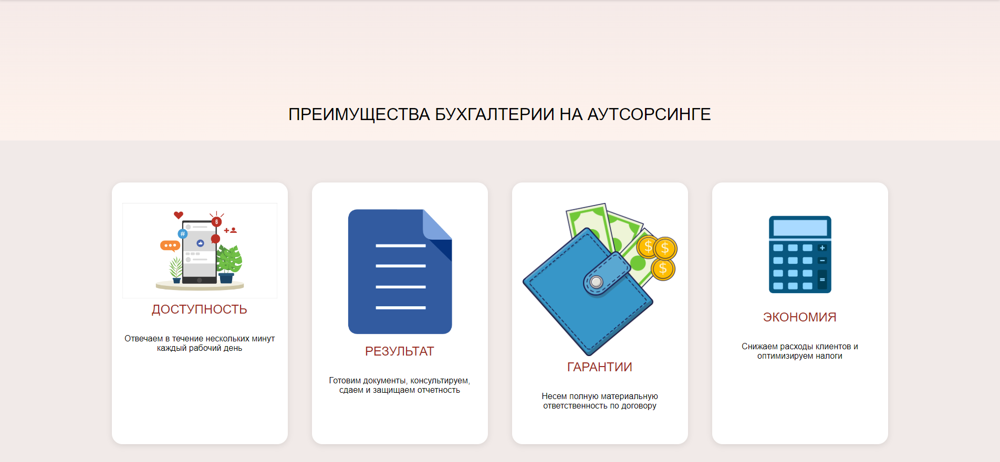 ПРЕИМУЩЕСТВА БУХГАЛТЕРИИ НА АУТСОРСИНГЕ
6
#
ДОСТУПНОСТЬ
Отвечаем в течение нескольких минут
каждый рабочий день
РЕЗУЛЬТАТ
Готовим документы, консультируем,
сдаем и защищаем отчетность
$ $
$
ГАРАНТИИ
Несем полную материальную
ответственность по договору
+
−
=
ЭКОНОМИЯ
Снижаем расходы клиентов и
оптимизируем налоги